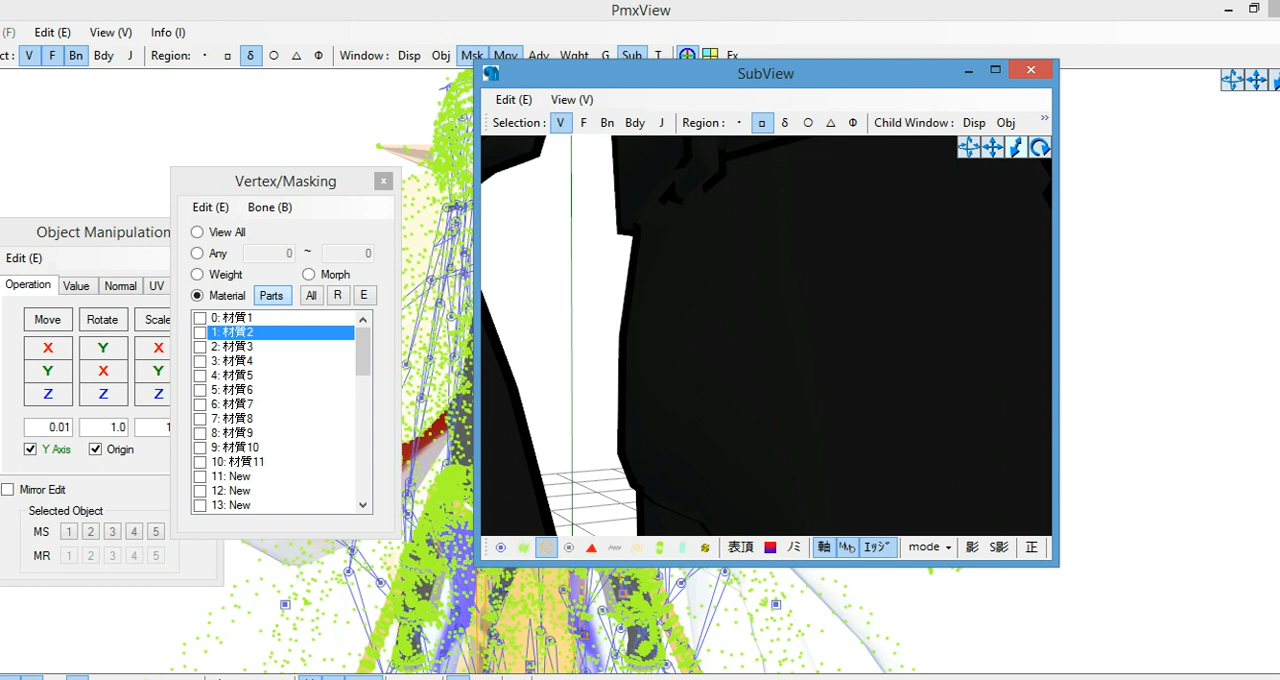 PmxView
(F) Edit (E) View (V) Info (I)
V F Bn Bdy J Region: δ Window: Disp Obj Msk Mov Adv Wght G Sub T Ex
SubView
Edit (E) View (V)
Selection: V F Bn Bdy J Region: δ Child Window: Disp Obj
Vertex/Masking
Edit (E) Bone (B)
View All
Any 0 ~ 0
Weight Morph
Material Parts All R E
0: 材質1
1: 材質2
2: 材質3
3: 材質4
4: 材質5
5: 材質6
6: 材質7
7: 材質8
8: 材質9
9: 材質10
10: 材質11
11: New
12: New
13: New
Object Manipulation
Edit (E)
Operation Value Normal UV
Move Rotate Scale
X Y X
Y X Y
Z Z Z
0.01 1.0 1
Y Axis Origin
Mirror Edit
Selected Object
MS 1 2 3 4 5
MR 1 2 3 4 5
表頂 ノミ 軸 MMD ｴｯｼﾞ mode 影 S影 正